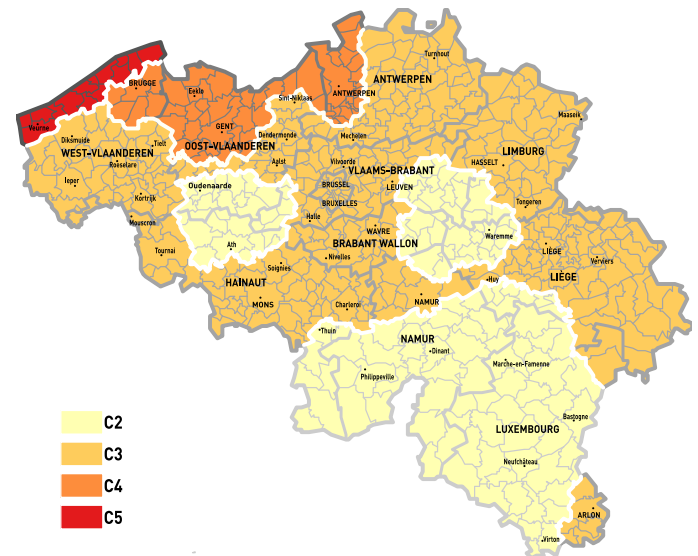 Turnhout
ANTWERPEN
BRUGGE
Eeklo
Sint-Niklaas
ANTWERPEN
Maaseik
Veurne
GENT
Diksmuide
Tielt
OOST-VLAANDEREN
Dendermonde
Mechelen
WEST-VLAANDEREN
Roeselare
Aalst
Vilvoorde
VLAAMS-BRABANT
HASSELT
LIMBURG
Ieper
Oudenaarde
BRUSSEL
LEUVEN
Kortrijk
BRUXELLES
Tongeren
Mouscron
Halle
WAVRE
Waremme
Tournai
Ath
BRABANT WALLON
LIÈGE
Soignies
Nivelles
Verviers
HAINAUT
Huy
LIÈGE
MONS
Charleroi
NAMUR
Thuin
NAMUR
Dinant
Marche-en-Famenne
Philippeville
C2
Bastogne
LUXEMBOURG
C3
Neufchâteau
C4
C5
ARLON
Virton